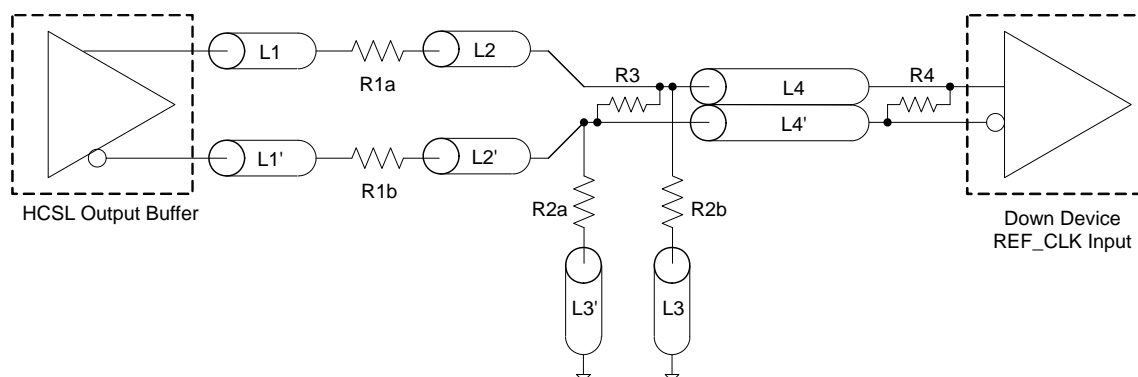 L1
R1a
L2
R3
L4
R4
L4'
L1'
R1b
L2'
HCSL Output Buffer
R2a
R2b
Down Device
REF_CLK Input
L3'
L3